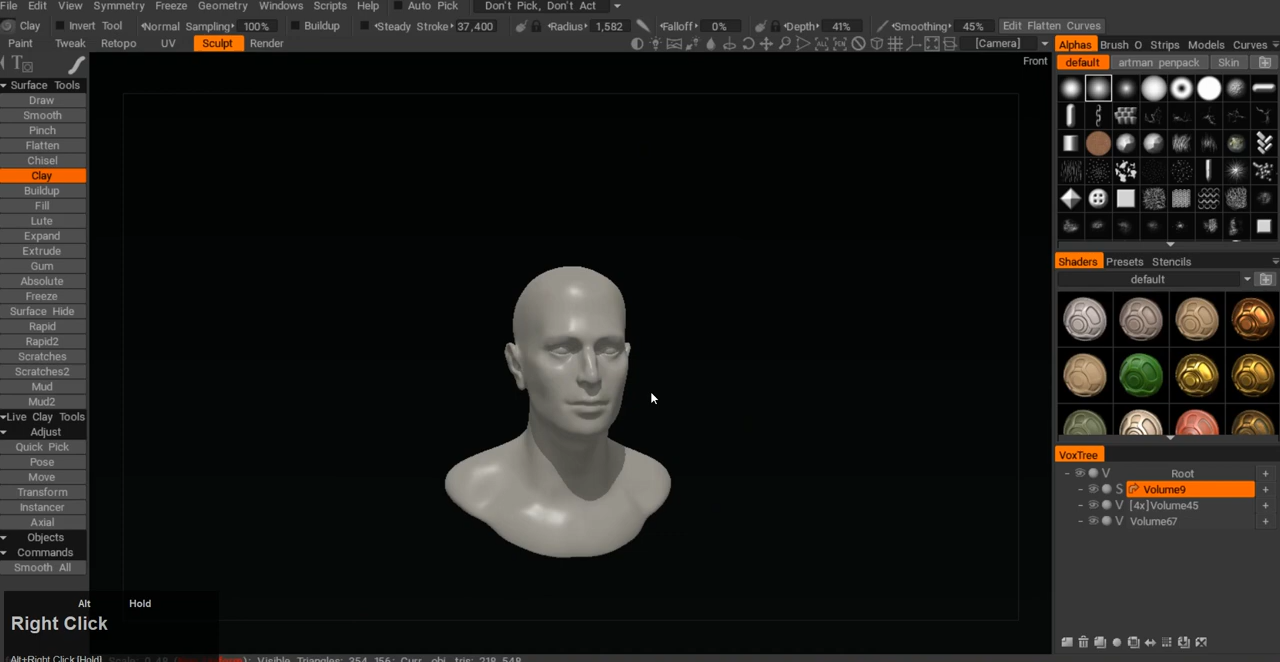 File Edit View Symmetry Freeze Geometry Windows Scripts Help Auto Pick Don't Pick, Don't Act
Clay Invert Tool Normal Sampling 100% Buildup Steady Stroke 37,400 Radius 1,582 Falloff 0% Depth 41% Smoothing 45% Edit Flatten Curves
Paint Tweak Retopo UV Sculpt Render [Camera]
Alphas Brush O Strips Models Curves
Front
default artman penpack Skin
Surface Tools
Draw
Smooth
Pinch
Flatten
Chisel
Clay
Buildup
Fill
Lute
Expand
Extrude
Gum
Absolute
Freeze
Surface Hide
Rapid
Rapid2
Scratches
Scratches2
Mud
Mud2
Live Clay Tools
Adjust
Quick Pick
Pose
Move
Transform
Instancer
Axial
Objects
Commands
Smooth All
Shaders Presets Stencils
default
VoxTree
V Root
S Volume9
V [4x]Volume45
V Volume67
Alt Hold
Right Click
Alt+Right Click [Hold]
Visible Triangles: 354,156; Curr. obj. tris: 218,548